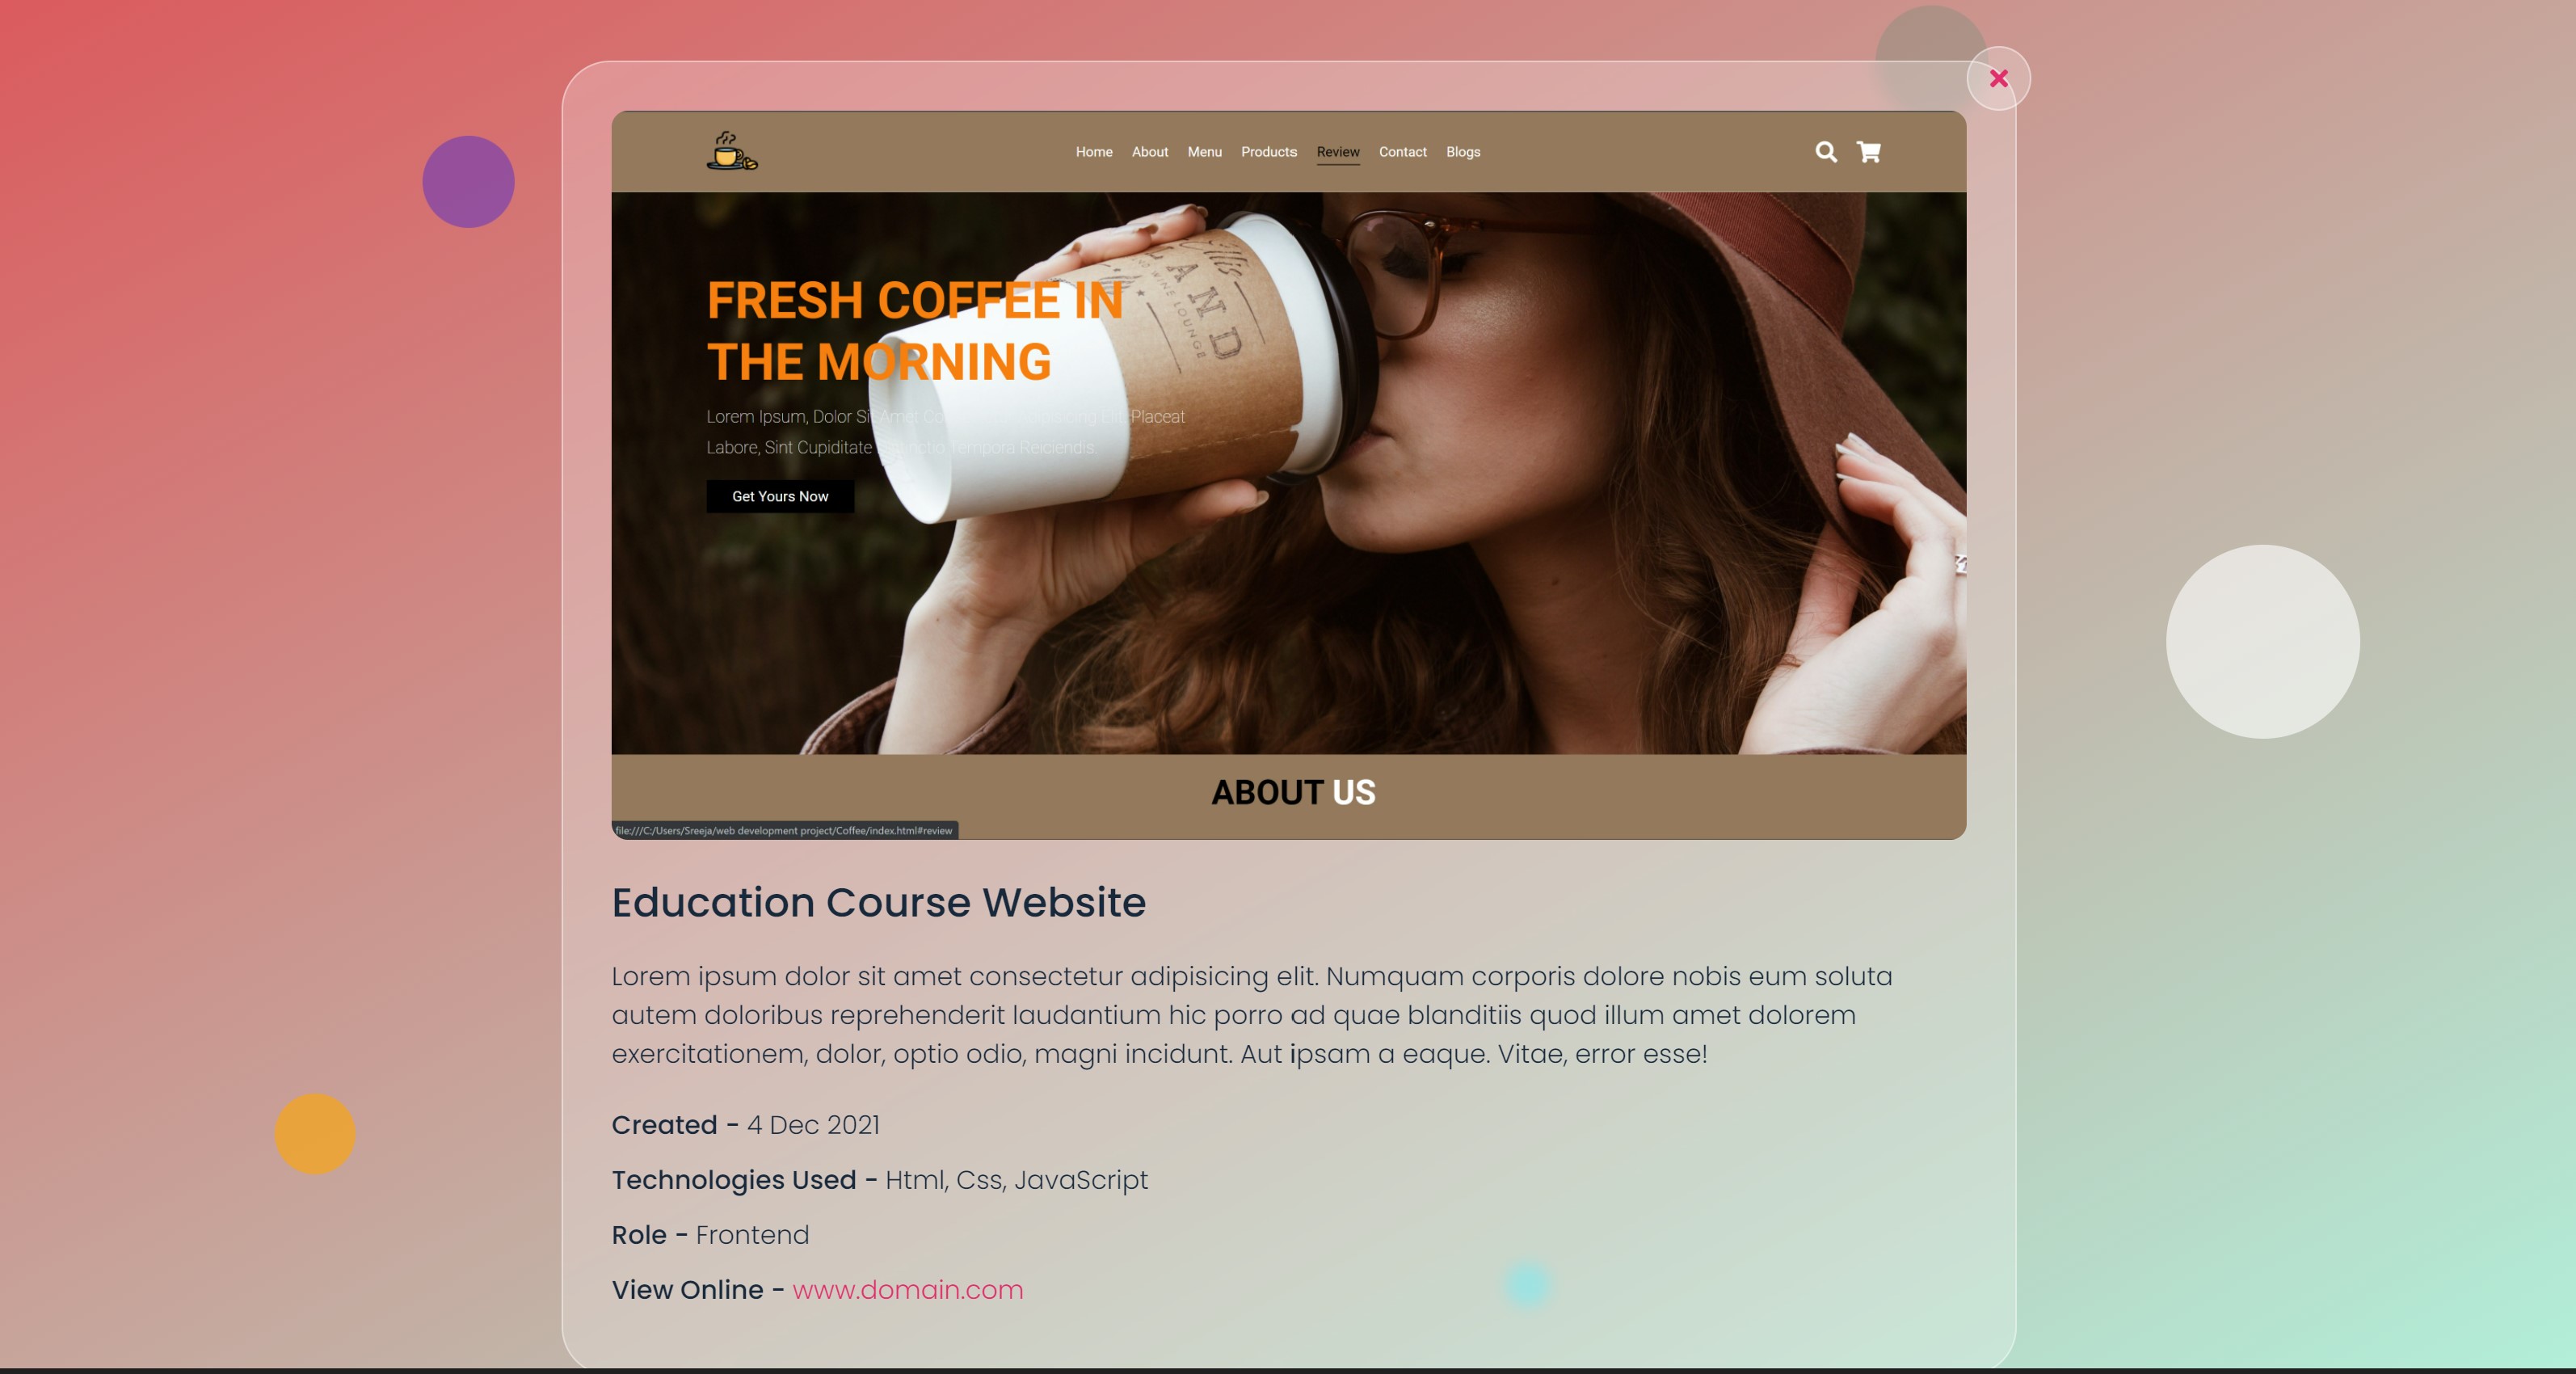 Home About Menu Products Review Contact Blogs
FRESH COFFEE IN
THE MORNING
Lorem Ipsum, Dolor Sit Amet Elit. Placeat
Labore, Sint Cupiditate Tempora Reiciendis.
Get Yours Now
LAND
WINE LOUNGE
ABOUT US
file:///C:/Users/Sreeja/web development project/Coffee/index.html#review
Education Course Website
Lorem ipsum dolor sit amet consectetur adipisicing elit. Numquam corporis dolore nobis eum soluta
autem doloribus reprehenderit laudantium hic porro ad quae blanditiis quod illum amet dolorem
exercitationem, dolor, optio odio, magni incidunt. Aut ipsam a eaque. Vitae, error esse!
Created - 4 Dec 2021
Technologies Used - Html, Css, JavaScript
Role - Frontend
View Online - www.domain.com